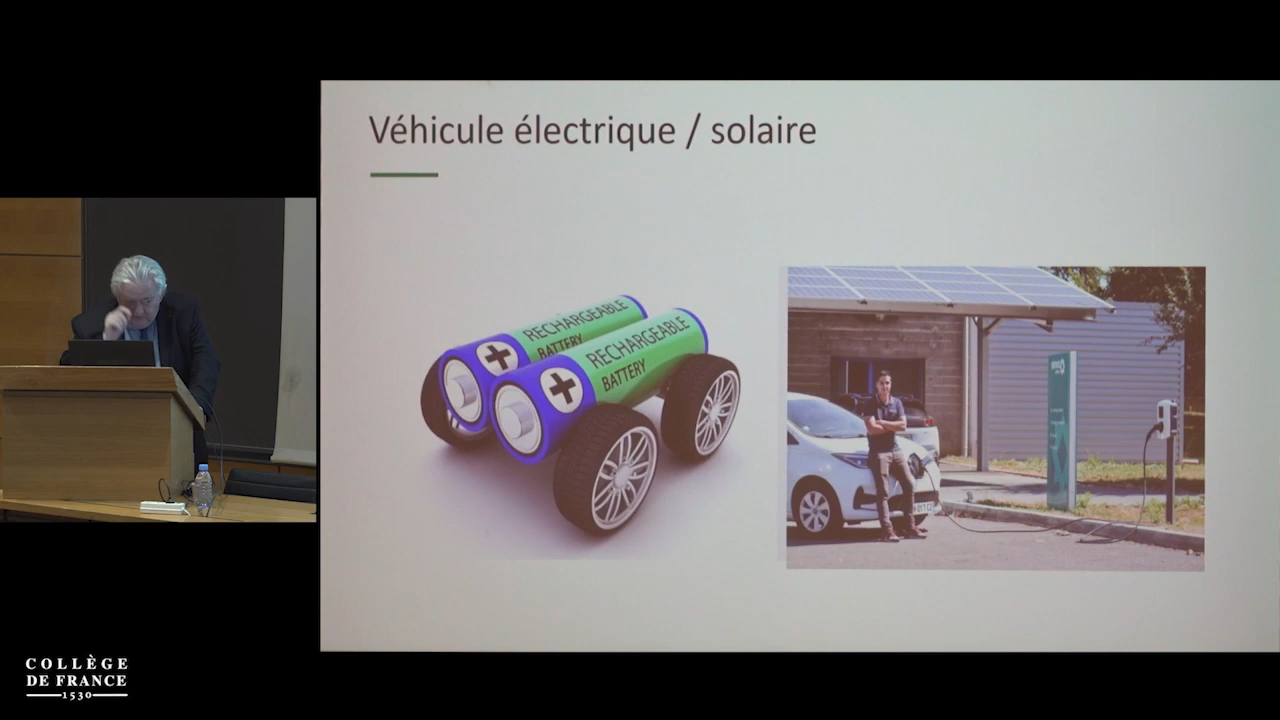 Véhicule électrique / solaire
RECHARGEABLE
BATTERY
RECHARGEABLE
BATTERY
COLLÈGE
DE FRANCE
1530